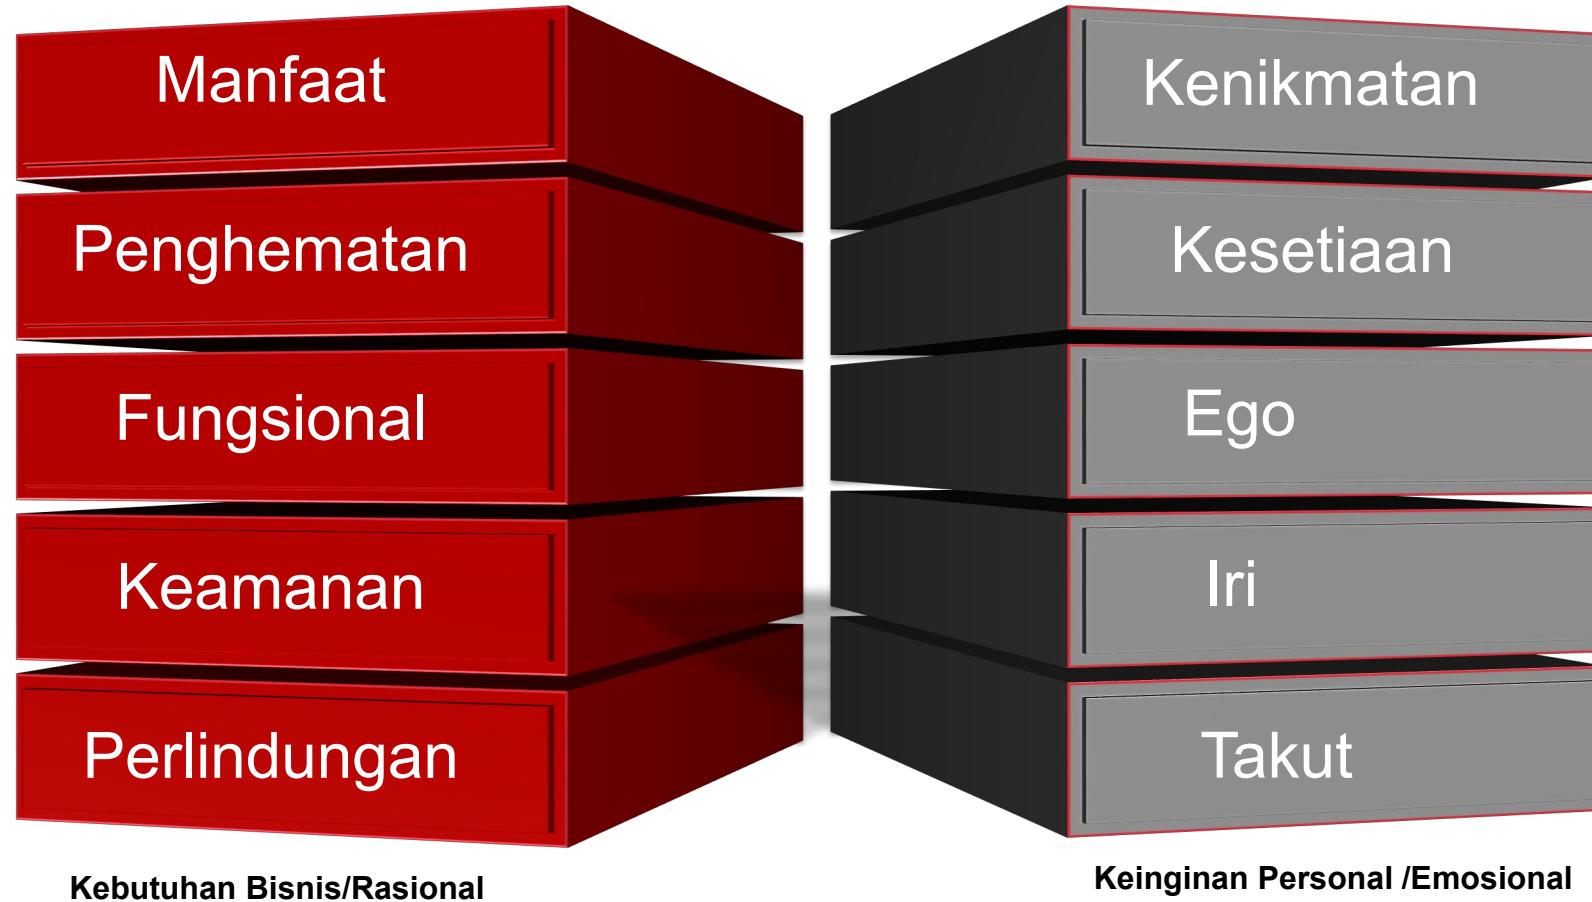 Manfaat
Penghematan
Fungsional
Keamanan
Perlindungan
Kebutuhan Bisnis/Rasional
Kenikmatan
Kesetiaan
Ego
Iri
Takut
Keinginan Personal /Emosional